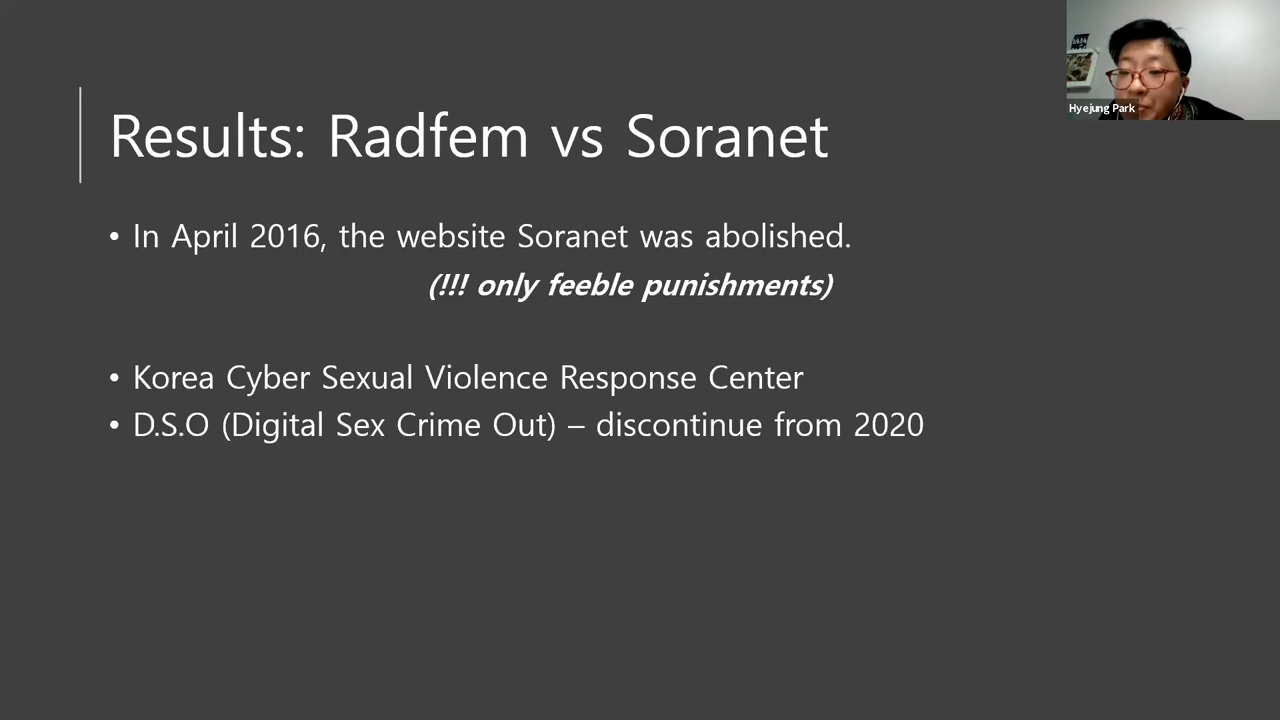 Results: Radfem vs Soranet
• In April 2016, the website Soranet was abolished.
(!!! only feeble punishments)
• Korea Cyber Sexual Violence Response Center
• D.S.O (Digital Sex Crime Out) – discontinue from 2020
Hyejung Park